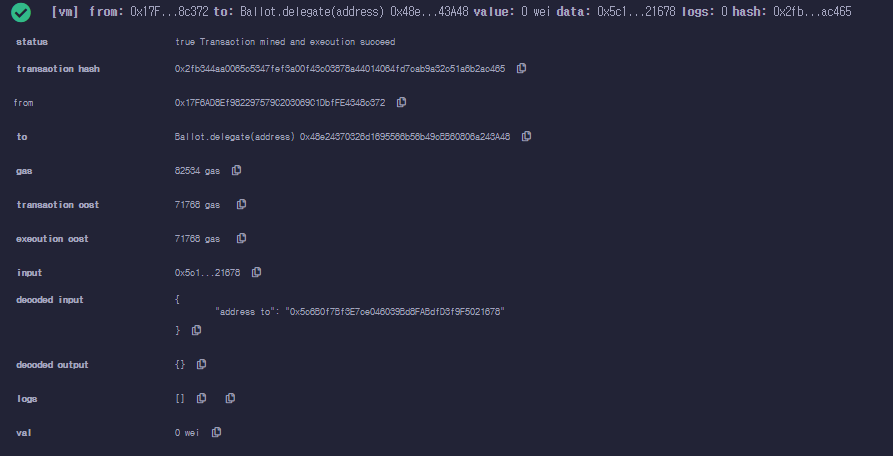 [vm] from: 0x17F...8c372 to: Ballot.delegate(address) 0x48e...43A48 value: 0 wei data: 0x5c1...21678 logs: 0 hash: 0x2fb...ac465
status true Transaction mined and execution succeed
transaction hash 0x2fb344aa0065c5347fef3a00f43c03878a44014064fd7cab9a32c51a6b2ac465
from 0x17F6AD8Ef982297579C203069C1DbfFE4348c372
to Ballot.delegate(address) 0x48e24370326d1695566b56b49c6B60806a243A48
gas 82534 gas
transaction cost 71768 gas
execution cost 71768 gas
input 0x5c1...21678
decoded input {
"address to": "0x5c6B0f7Bf3E7ce046039Bd8FABdfD3f9F5021678"
}
decoded output {}
logs []
val 0 wei